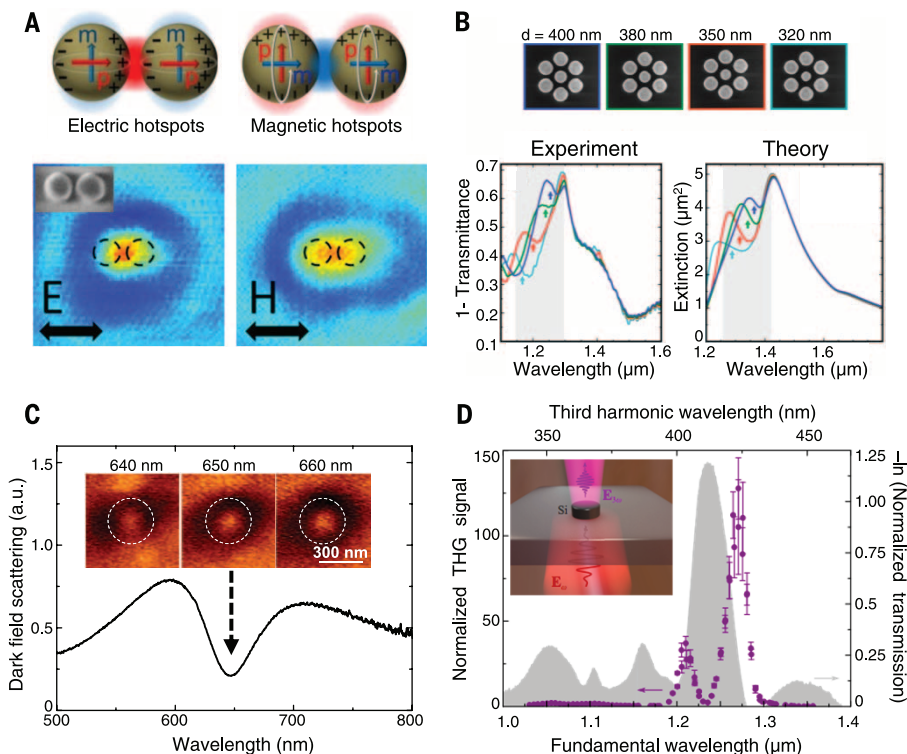 A
m
p
m
p
+
p
m
p
m
Electric hotspots
Magnetic hotspots
E
H
B
d = 400 nm
380 nm
350 nm
320 nm
Experiment
Theory
0.7
0.6
0.5
0.4
0.3
0.2
0.1
1- Transmittance
1.2
1.4
1.6
Wavelength (µm)
5
4
3
2
1
0
Extinction (µm²)
1.2
1.4
1.6
Wavelength (µm)
C
640 nm
650 nm
660 nm
300 nm
1.5
1.0
0.5
0
Dark field scattering (a.u.)
500
600
700
800
Wavelength (nm)
D
Third harmonic wavelength (nm)
350
400
450
150
100
50
0
Normalized THG signal
Si
1.25
1.00
0.75
0.50
0.25
0
–ln (Normalized transmission)
1.0
1.1
1.2
1.3
1.4
Fundamental wavelength (µm)